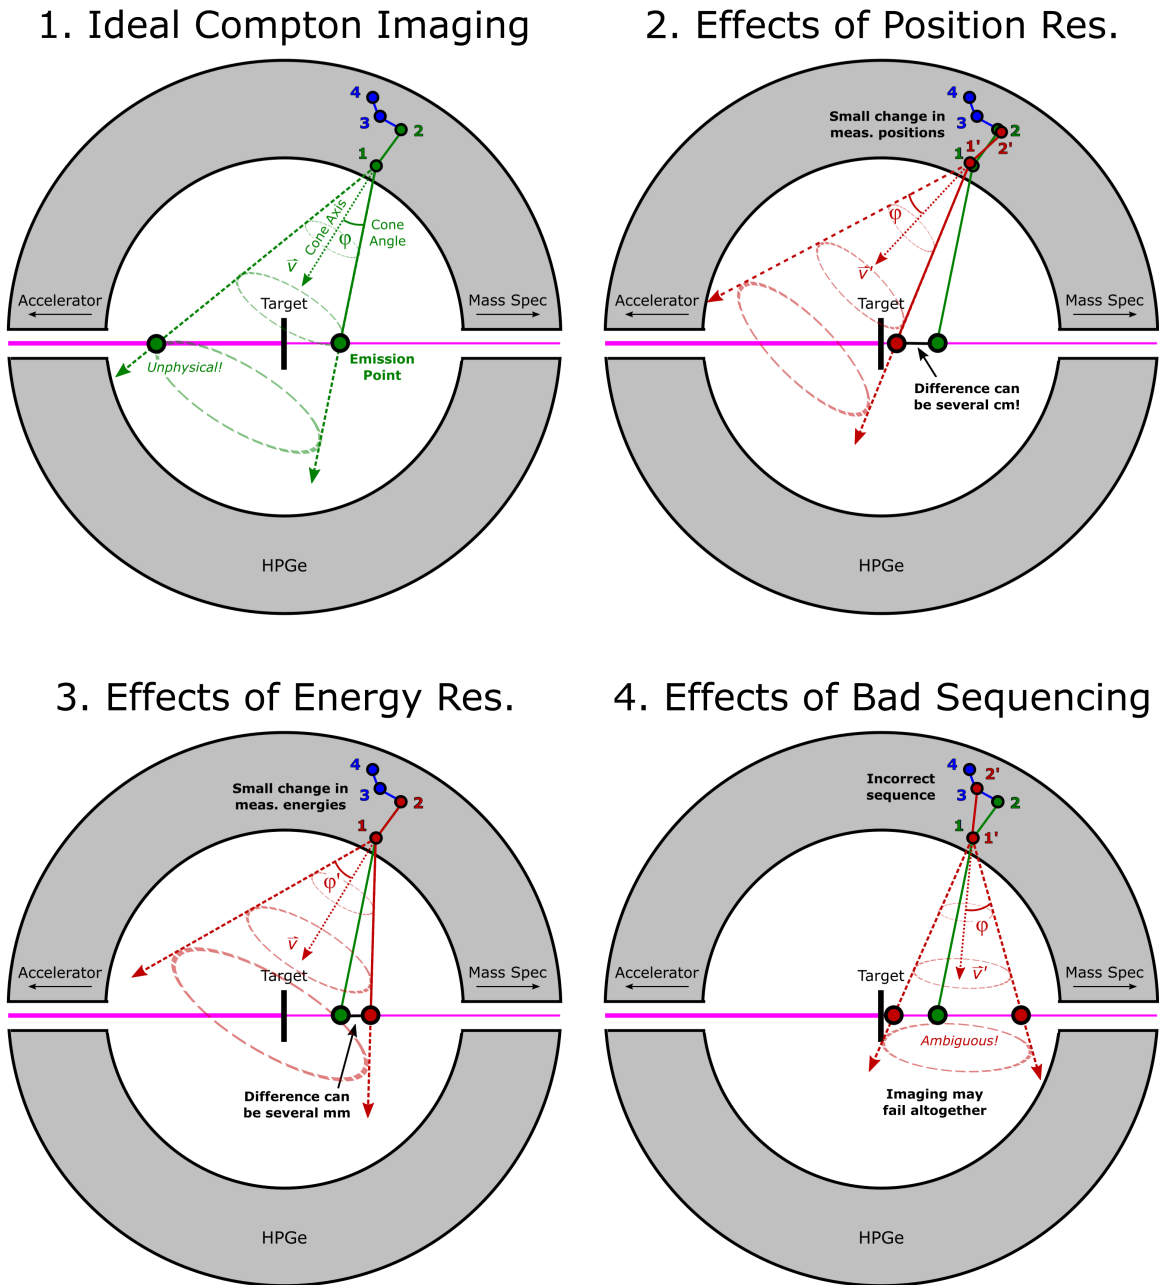 1. Ideal Compton Imaging
4
3
2
1
Cone Axis
φ
Cone
Angle
v⃗
Accelerator
Target
Mass Spec
Unphysical!
Emission
Point
HPGe
2. Effects of Position Res.
4
Small change in
meas. positions
3
2
1'
2'
1
φ
v⃗'
Accelerator
Target
Mass Spec
Difference can
be several cm!
HPGe
3. Effects of Energy Res.
4
Small change in
meas. energies
3
2
1
φ'
v⃗
Accelerator
Target
Mass Spec
Difference can
be several mm
HPGe
4. Effects of Bad Sequencing
4
2'
Incorrect
sequence
3
2
1
1'
φ
v⃗'
Accelerator
Target
Mass Spec
Ambiguous!
Imaging may
fail altogether
HPGe